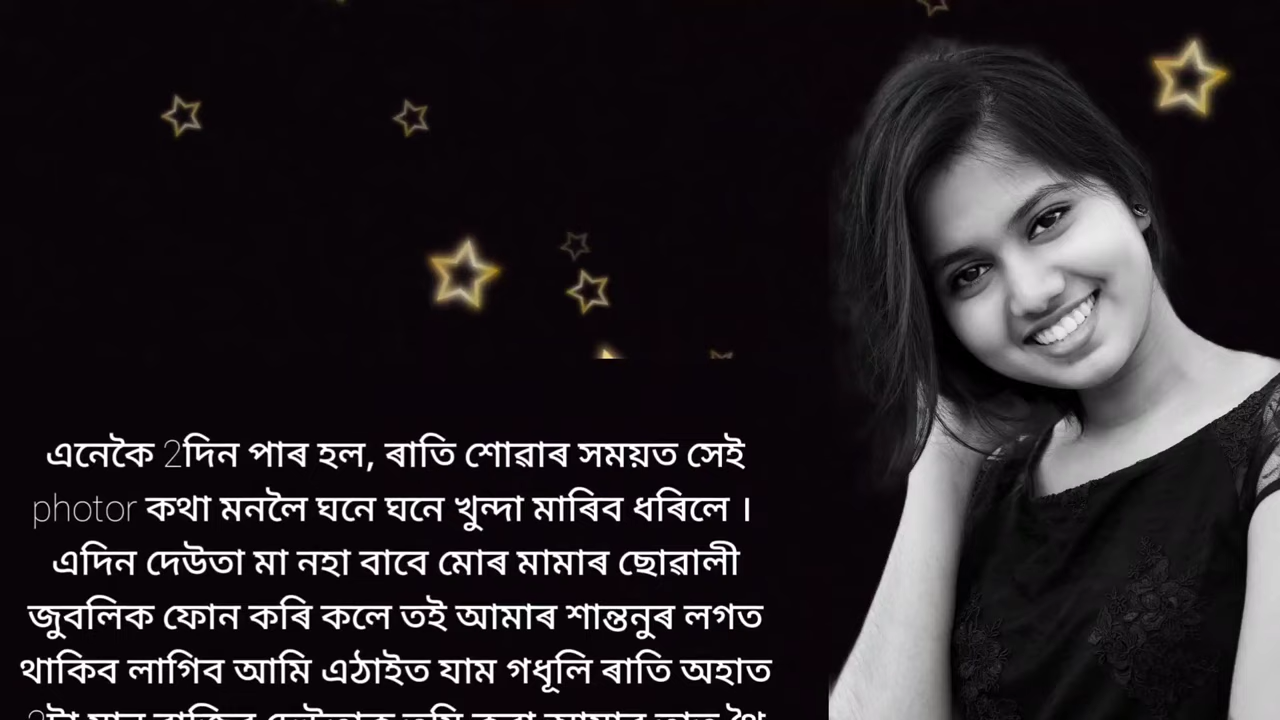 এনেকৈ 2দিন পাৰ হল, ৰাতি শোৱাৰ সময়ত সেই
photor কথা মনলৈ ঘনে ঘনে খুন্দা মাৰিব ধৰিলে ।
এদিন দেউতা মা নহা বাবে মোৰ মামাৰ ছোৱালী
জুবলিক ফোন কৰি কলে তই আমাৰ শান্তনুৰ লগত
থাকিব লাগিব আমি এঠাইত যাম গধূলি ৰাতি অহাত